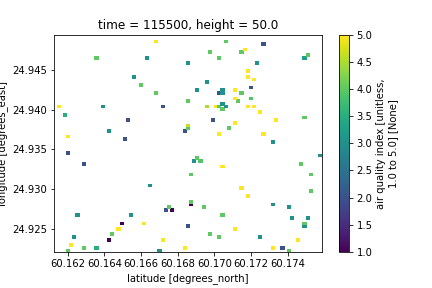 time = 115500, height = 50.0
longitude [degrees_east]
24.945
24.940
24.935
24.930
24.925
60.162 60.164 60.166 60.168 60.170 60.172 60.174
latitude [degrees_north]
5.0
4.5
4.0
3.5
3.0
2.5
2.0
1.5
1.0
air quality index [unitless,
1.0 to 5.0] [None]